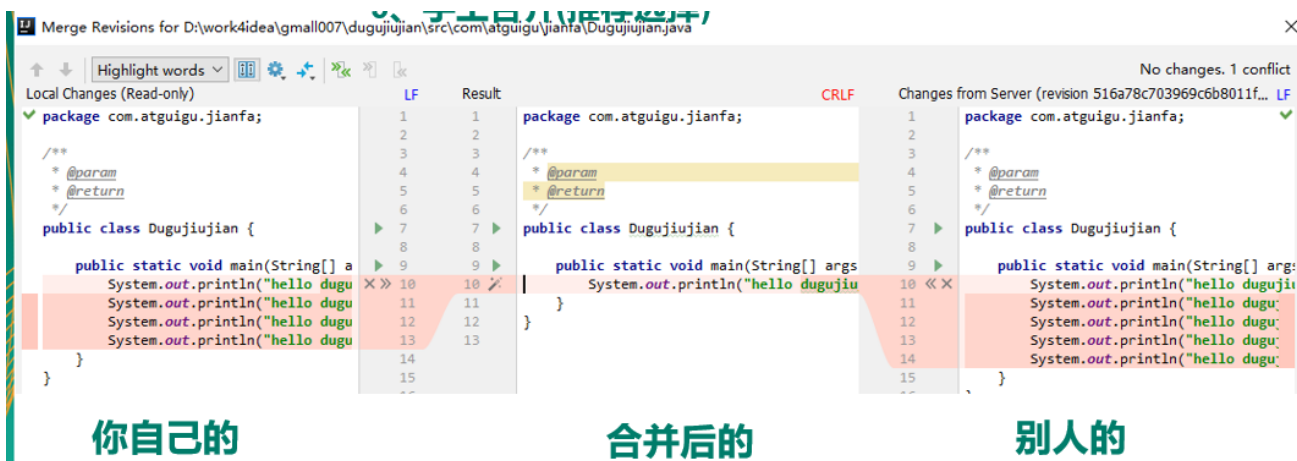 手工合并(推荐选择)
Merge Revisions for D:\work4idea\gmall007\dugujiujian\src\com\atguigu\jianfa\Dugujiujian.java
Highlight words
No changes. 1 conflict
Local Changes (Read-only) LF
package com.atguigu.jianfa; 1
2
/** 3
* @param 4
* @return 5
*/ 6
public class Dugujiujian { 7
8
public static void main(String[] a 9
System.out.println("hello dugu 10
System.out.println("hello dugu 11
System.out.println("hello dugu 12
System.out.println("hello dugu 13
} 14
} 15
Result CRLF
1 package com.atguigu.jianfa;
2
3 /**
4 * @param
5 * @return
6 */
7 public class Dugujiujian {
8
9 public static void main(String[] args
10 System.out.println("hello dugujiu
11 }
12 }
13
Changes from Server (revision 516a78c703969c6b8011f... LF
1 package com.atguigu.jianfa;
2
3 /**
4 * @param
5 * @return
6 */
7 public class Dugujiujian {
8
9 public static void main(String[] arg
10 System.out.println("hello dugujiu
11 System.out.println("hello dugu
12 System.out.println("hello dugu
13 System.out.println("hello dugu
14 System.out.println("hello dugu
15 }
你自己的
合并后的
别人的